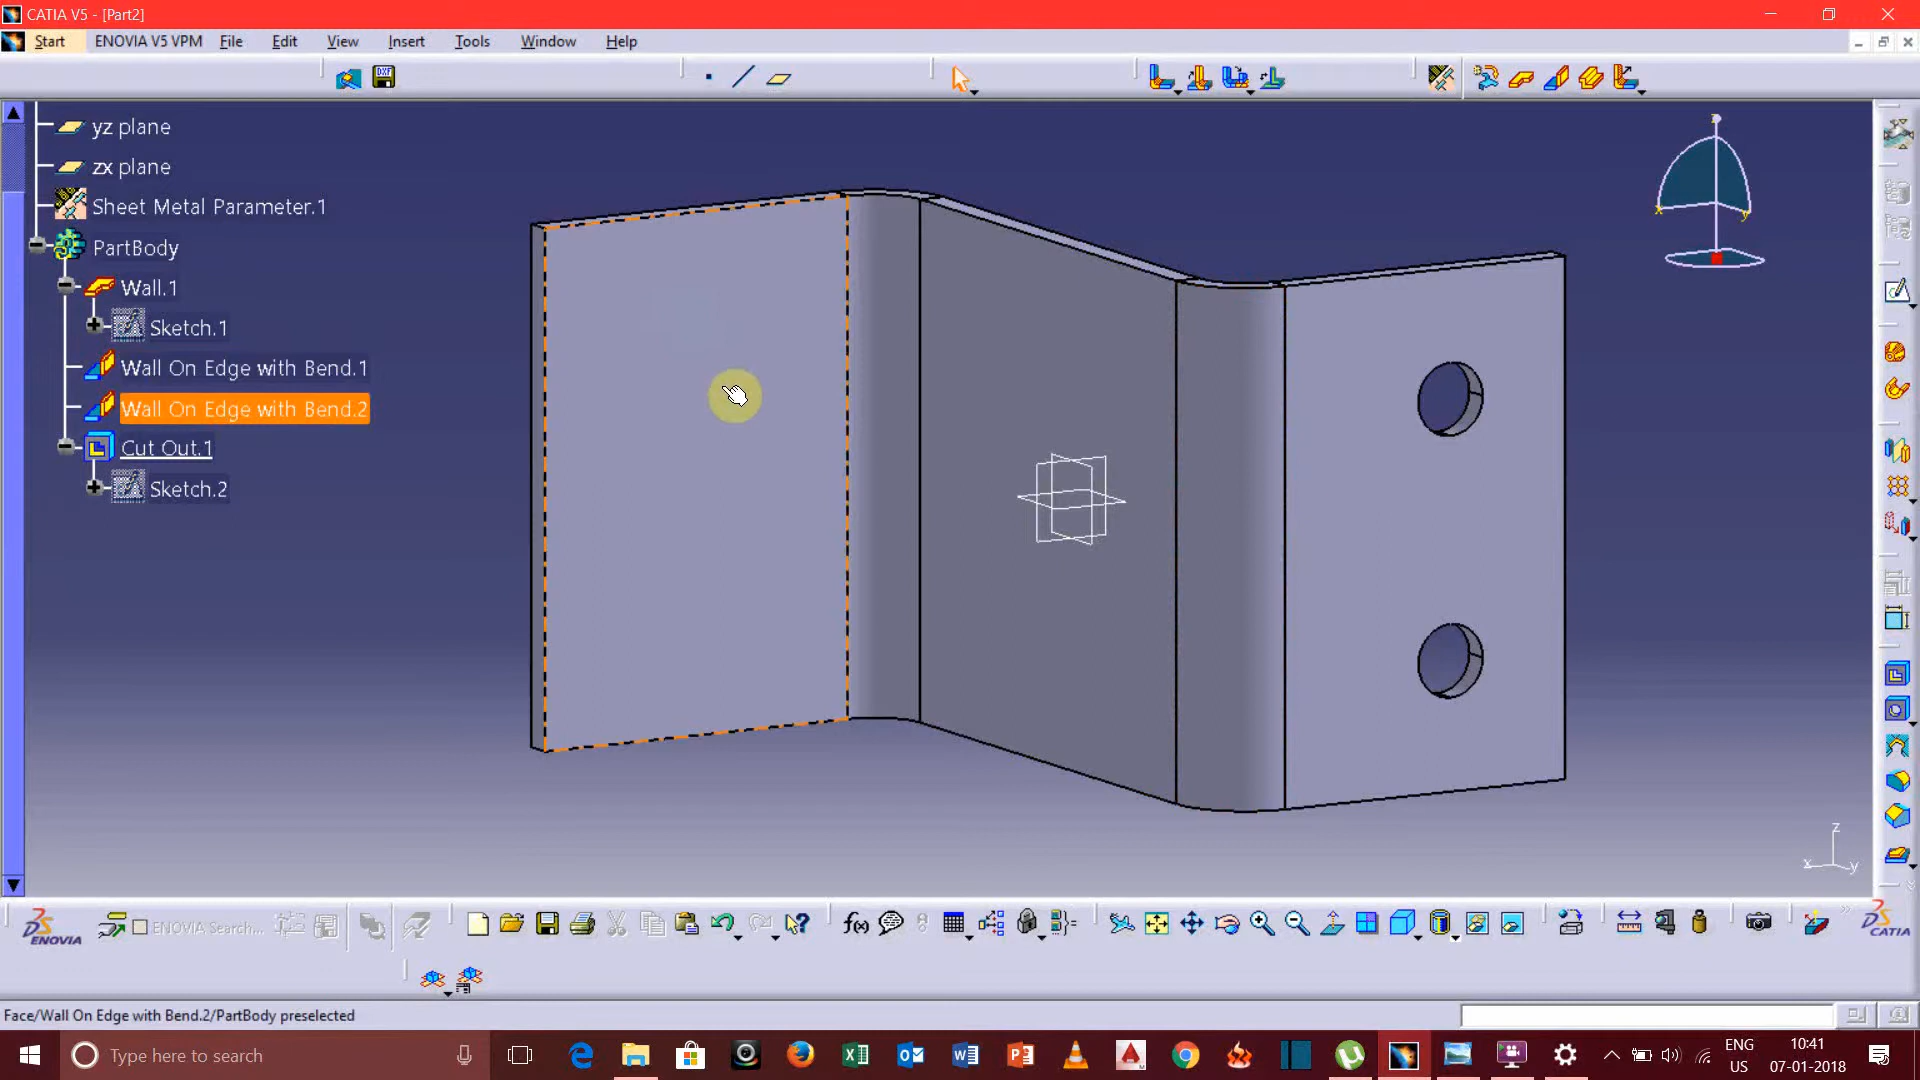 CATIA V5 - [Part2]
Start ENOVIA V5 VPM File Edit View Insert Tools Window Help
DXF
yz plane
zx plane
Sheet Metal Parameter.1
PartBody
Wall.1
Sketch.1
Wall On Edge with Bend.1
Wall On Edge with Bend.2
Cut Out.1
Sketch.2
z
x
y
z
x
y
ENOVIA
ENOVIA Search...
f(x)
CATIA
Face/Wall On Edge with Bend.2/PartBody preselected
Type here to search
ENG
US
10:41
07-01-2018